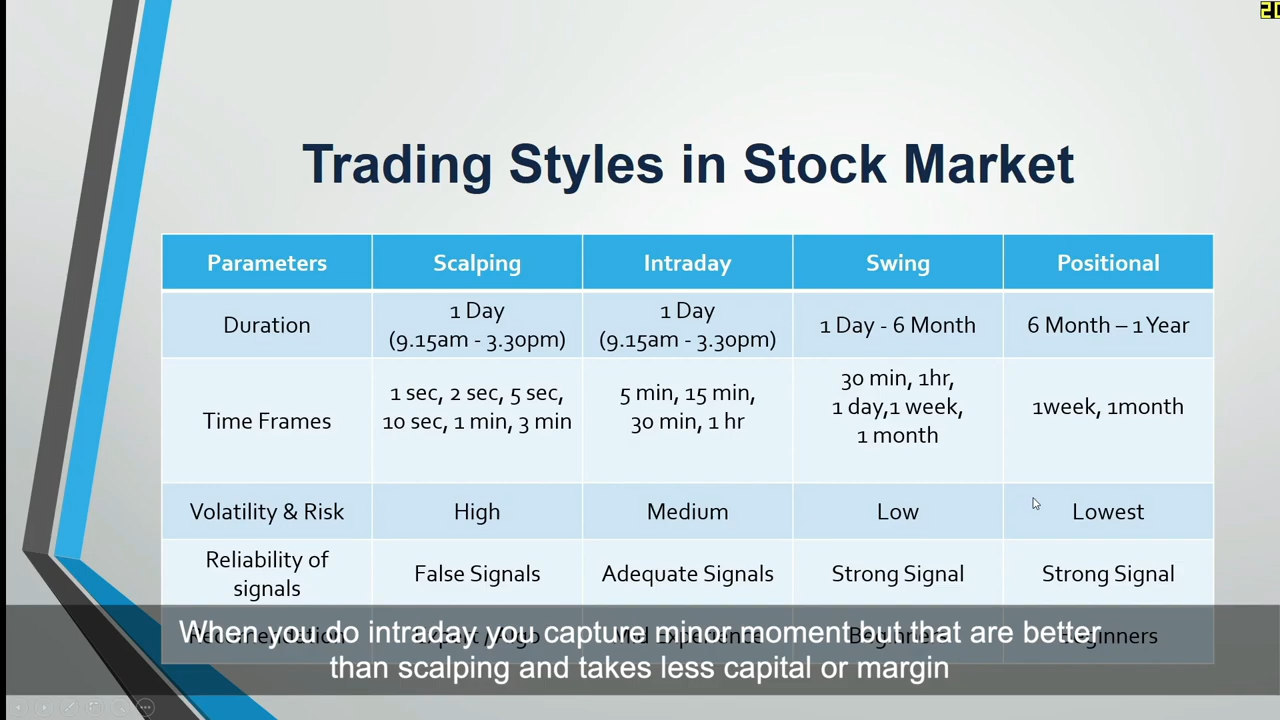 Trading Styles in Stock Market
Parameters
Scalping
Intraday
Swing
Positional
Duration
1 Day
(9.15am - 3.30pm)
1 Day
(9.15am - 3.30pm)
1 Day - 6 Month
6 Month – 1 Year
Time Frames
1 sec, 2 sec, 5 sec,
10 sec, 1 min, 3 min
5 min, 15 min,
30 min, 1 hr
30 min, 1hr,
1 day,1 week,
1 month
1week, 1month
Volatility & Risk
High
Medium
Low
Lowest
Reliability of
signals
False Signals
Adequate Signals
Strong Signal
Strong Signal
Beginners
When you do intraday you capture minor moment but that are better
than scalping and takes less capital or margin